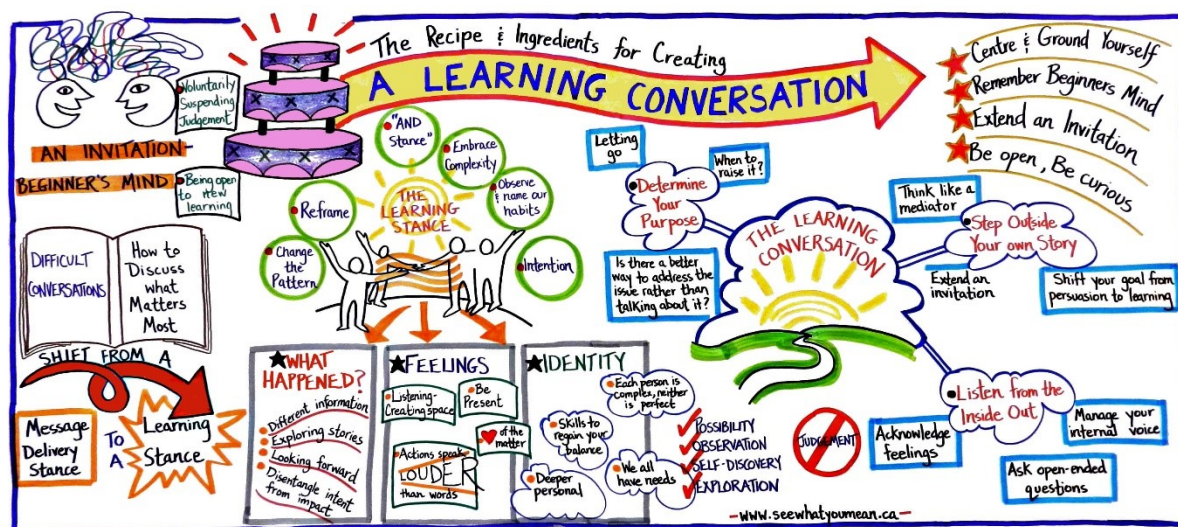 The Recipe & Ingredients for Creating
A LEARNING CONVERSATION
Voluntarily
Suspending
Judgement
AN INVITATION-
BEGINNER'S MIND
Being open
to new
learning
DIFFICULT
CONVERSATIONS
How to
Discuss
what
Matters
Most
SHIFT FROM A
Message
Delivery
Stance
TO
A
Learning
Stance
"AND
Stance"
Embrace
Complexity
Observe
& name our
habits
Intention
Reframe
Change
the
Pattern
THE
LEARNING
STANCE
WHAT
HAPPENED?
Different information
Exploring stories
Looking forward
Disentangle intent
from impact
FEELINGS
Listening-
Creating space
Be
Present
of the
matter
Actions speak
LOUDER
than words
IDENTITY
Each person is
complex, neither
is perfect
Skills to
regain your
balance
We all
have needs
Deeper
personal
POSSIBILITY
OBSERVATION
SELF-DISCOVERY
EXPLORATION
JUDGEMENT
Letting
go
When to
raise it?
Determine
Your
Purpose
Is there a better
way to address the
issue rather than
talking about it?
THE LEARNING
CONVERSATION
Think like a
mediator
Step Outside
Your own Story
Extend an
invitation
Shift your goal from
persuasion to learning
Listen from the
Inside Out
Acknowledge
feelings
Manage your
internal voice
Ask open-ended
questions
Centre & Ground Yourself
Remember Beginners Mind
Extend an Invitation
Be open, Be curious
-www.seewhatyoumean.ca-